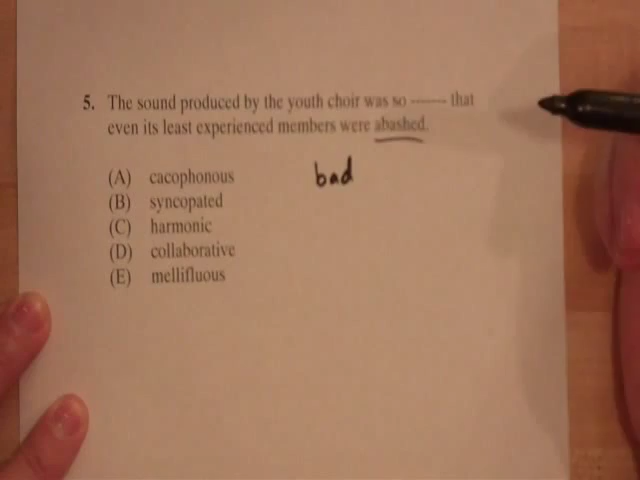 5. The sound produced by the youth choir was so ------- that
even its least experienced members were abashed.
(A) cacophonous
bad
(B) syncopated
(C) harmonic
(D) collaborative
(E) mellifluous